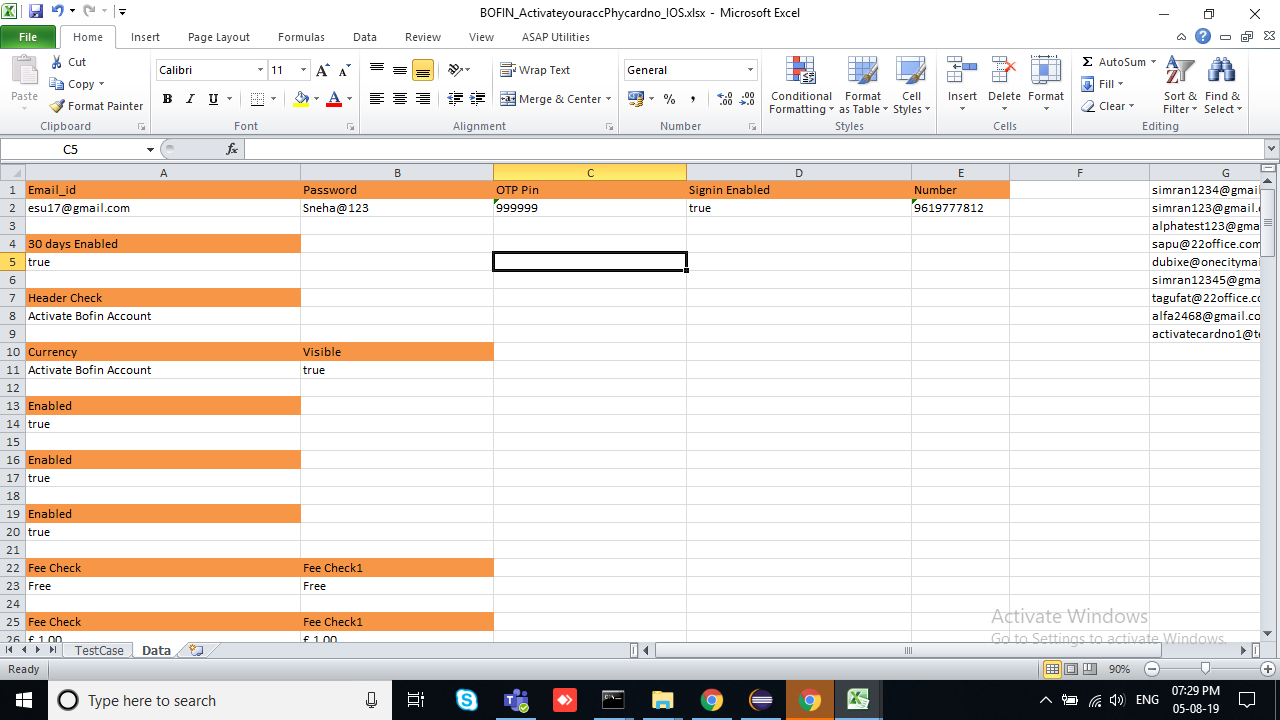 BOFIN_ActivateyouraccPhycardno_IOS.xlsx - Microsoft Excel
File Home Insert Page Layout Formulas Data Review View ASAP Utilities
Paste Cut Copy Format Painter Clipboard
Calibri 11 B I U A A A Font
Wrap Text Merge & Center Alignment
General % , .00 Number
Conditional Formatting Format as Table Cell Styles Styles
Insert Delete Format Cells
Σ AutoSum Fill Clear Sort & Filter Find & Select Editing
C5 fx
A B C D E F G
1 Email_id Password OTP Pin Signin Enabled Number simran1234@gmail
2 esu17@gmail.com Sneha@123 999999 true 9619777812 simran123@gmail.
3 alphatest123@gma
4 30 days Enabled sapu@22office.com
5 true dubixe@onecityma
6 simran12345@gma
7 Header Check tagufat@22office.c
8 Activate Bofin Account alfa2468@gmail.co
9 activatecardno1@t
10 Currency Visible
11 Activate Bofin Account true
12
13 Enabled
14 true
15
16 Enabled
17 true
18
19 Enabled
20 true
21
22 Fee Check Fee Check1
23 Free Free
24
25 Fee Check Fee Check1
26 £ 1.00 £ 1.00
Activate Windows
Go to Settings to activate Windows.
TestCase Data
Ready 90%
Type here to search ENG 07:29 PM
05-08-19